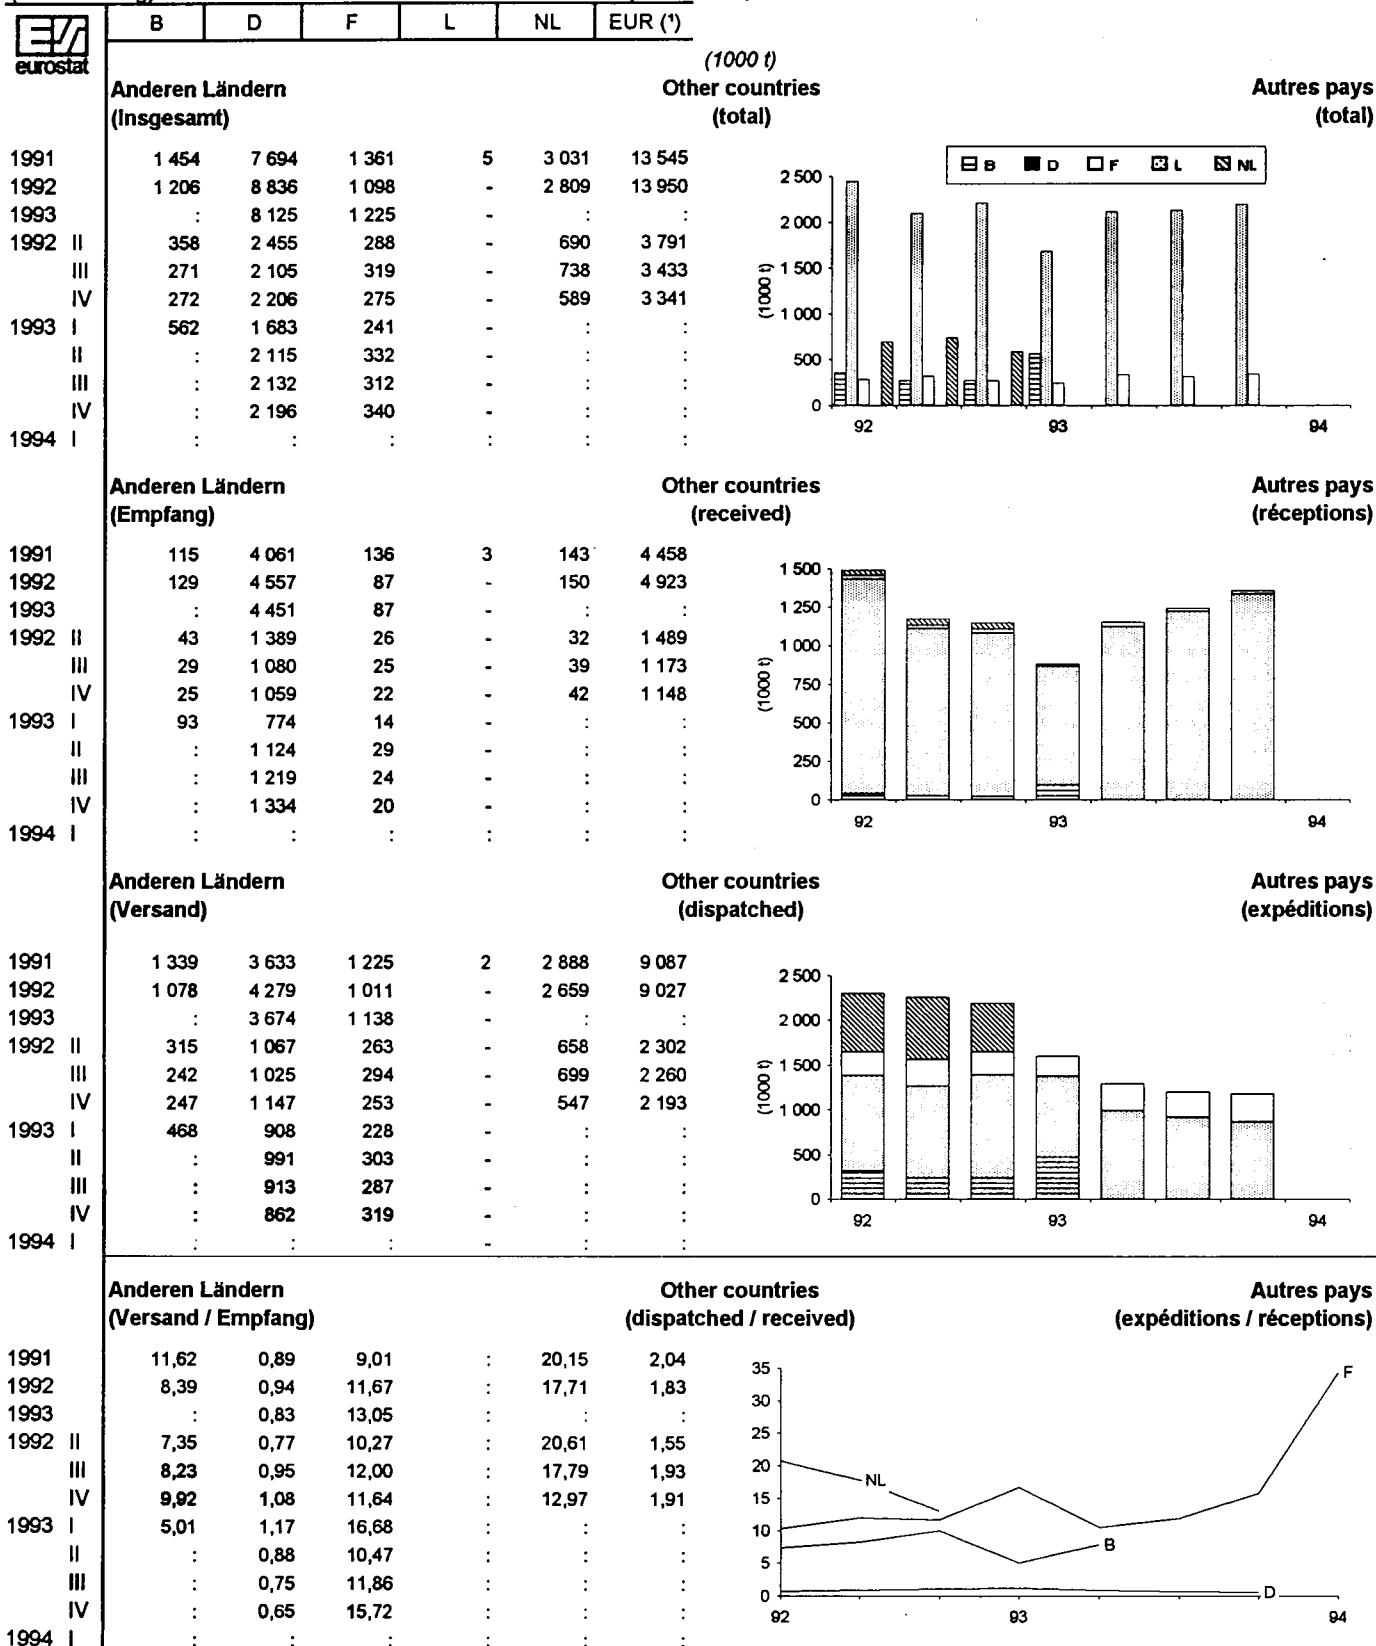 B D F L NL EUR (¹)
eurostat
(1000 t)
Anderen Ländern Other countries Autres pays
(Insgesamt) (total) (total)
1991 1 454 7 694 1 361 5 3 031 13 545
1992 1 206 8 836 1 098 - 2 809 13 950
1993 : 8 125 1 225 - : :
1992 II 358 2 455 288 - 690 3 791
III 271 2 105 319 - 738 3 433
IV 272 2 206 275 - 589 3 341
1993 I 562 1 683 241 - : :
II : 2 115 332 - : :
III : 2 132 312 - : :
IV : 2 196 340 - : :
1994 I : : : : : :
B D F L NL
2 500
2 000
1 500
1 000
500
0
(1000 t)
92 93 94
Anderen Ländern Other countries Autres pays
(Empfang) (received) (réceptions)
1991 115 4 061 136 3 143 4 458
1992 129 4 557 87 - 150 4 923
1993 : 4 451 87 - : :
1992 II 43 1 389 26 - 32 1 489
III 29 1 080 25 - 39 1 173
IV 25 1 059 22 - 42 1 148
1993 I 93 774 14 - : :
II : 1 124 29 - : :
III : 1 219 24 - : :
IV : 1 334 20 - : :
1994 I : : : : : :
1 500
1 250
1 000
750
500
250
0
(1000 t)
92 93 94
Anderen Ländern Other countries Autres pays
(Versand) (dispatched) (expéditions)
1991 1 339 3 633 1 225 2 2 888 9 087
1992 1 078 4 279 1 011 - 2 659 9 027
1993 : 3 674 1 138 - : :
1992 II 315 1 067 263 - 658 2 302
III 242 1 025 294 - 699 2 260
IV 247 1 147 253 - 547 2 193
1993 I 468 908 228 - : :
II : 991 303 - : :
III : 913 287 - : :
IV : 862 319 - : :
1994 I : : : - : :
2 500
2 000
1 500
1 000
500
0
(1000 t)
92 93 94
Anderen Ländern Other countries Autres pays
(Versand / Empfang) (dispatched / received) (expéditions / réceptions)
1991 11,62 0,89 9,01 : 20,15 2,04
1992 8,39 0,94 11,67 : 17,71 1,83
1993 : 0,83 13,05 : : :
1992 II 7,35 0,77 10,27 : 20,61 1,55
III 8,23 0,95 12,00 : 17,79 1,93
IV 9,92 1,08 11,64 : 12,97 1,91
1993 I 5,01 1,17 16,68 : : :
II : 0,88 10,47 : : :
III : 0,75 11,86 : : :
IV : 0,65 15,72 : : :
1994 I : : : : : :
35
30
25
20
15
10
5
0
F
NL
B
D
92 93 94